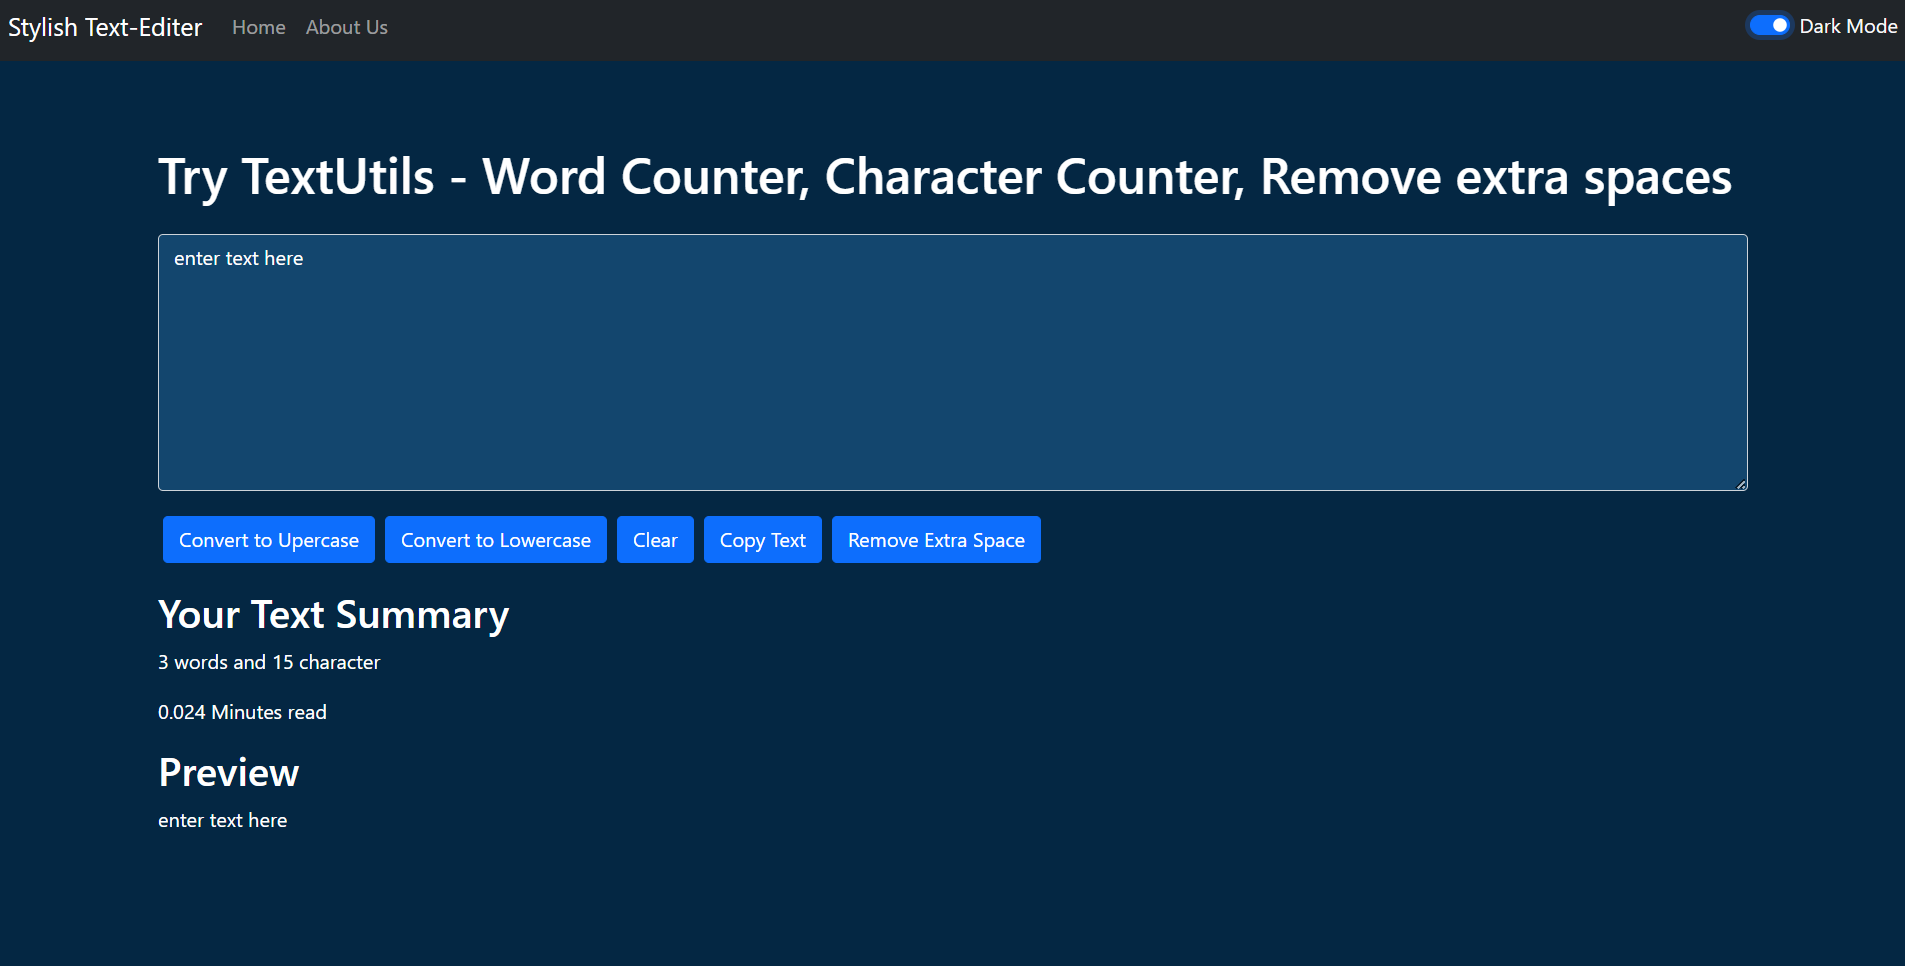 Stylish Text-Editer Home About Us Dark Mode
Try TextUtils - Word Counter, Character Counter, Remove extra spaces
enter text here
Convert to Upercase Convert to Lowercase Clear Copy Text Remove Extra Space
Your Text Summary
3 words and 15 character
0.024 Minutes read
Preview
enter text here